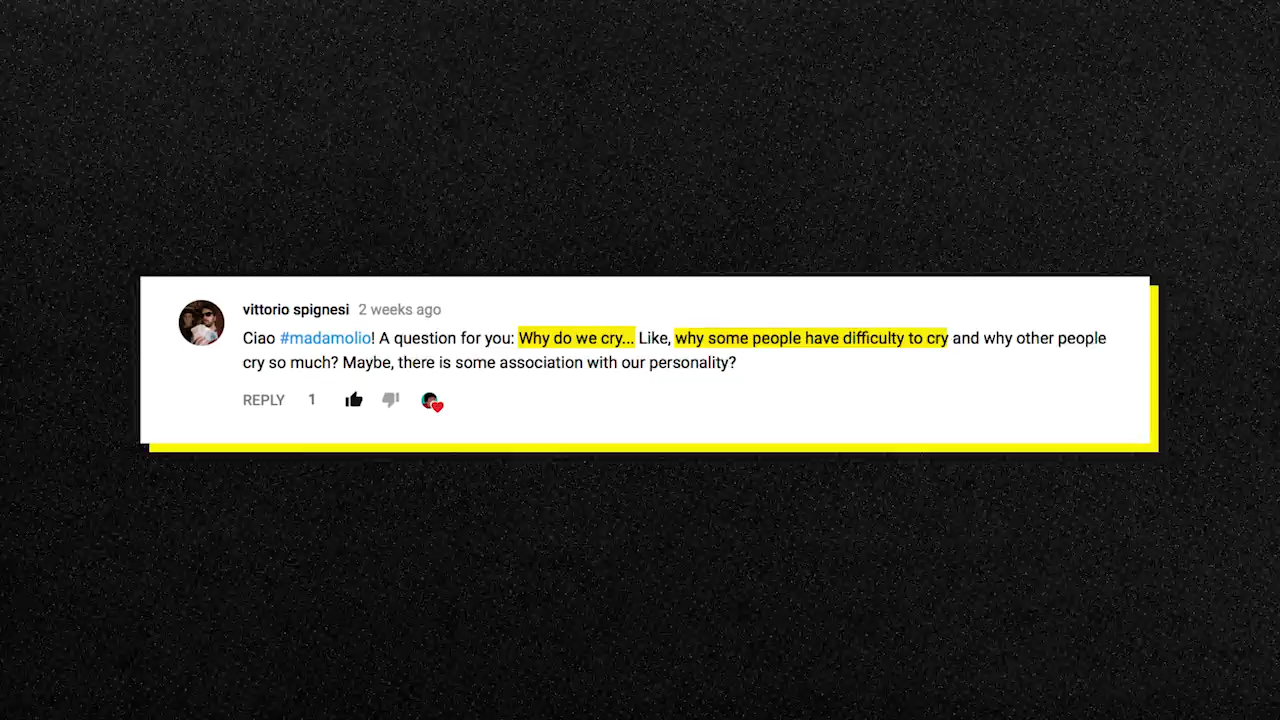 vittorio spignesi 2 weeks ago
Ciao #madamolio! A question for you: Why do we cry... Like, why some people have difficulty to cry and why other people
cry so much? Maybe, there is some association with our personality?
REPLY 1